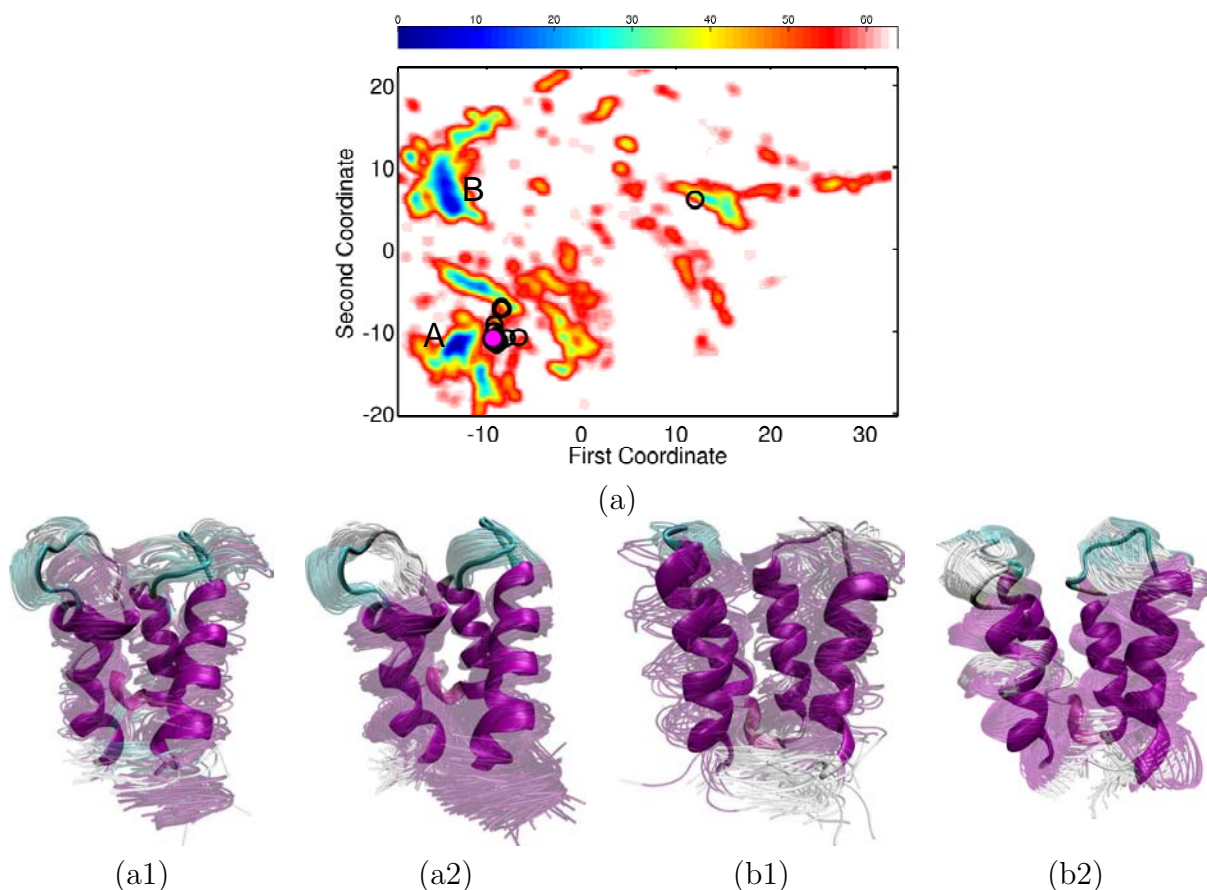 0 10 20 30 40 50 60
20
10
0
-10
-20
Second Coordinate
B
A
-10 0 10 20 30
First Coordinate
(a)
(a1) (a2) (b1) (b2)